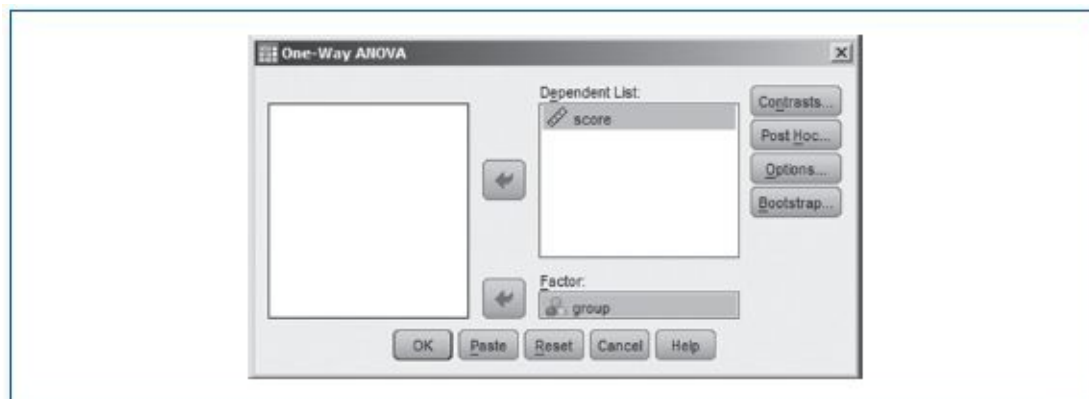 One-Way ANOVA
Dependent List:
score
Contrasts...
Post Hoc...
Options...
Bootstrap...
Factor:
group
OK Paste Reset Cancel Help